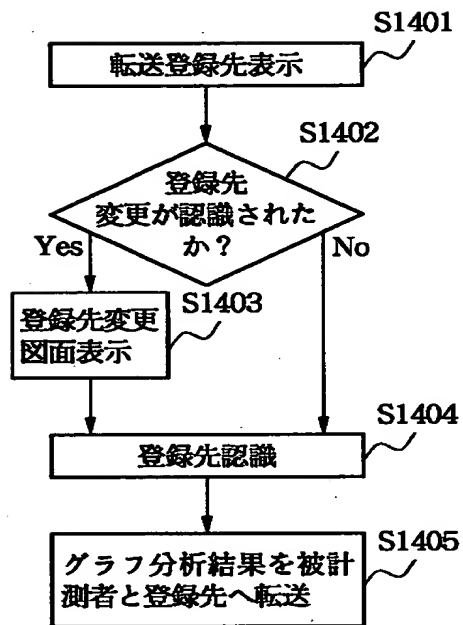 S1401
転送登録先表示
S1402
登録先
変更が認識された
か？
Yes
No
S1403
登録先変更
図面表示
S1404
登録先認識
S1405
グラフ分析結果を被計
測者と登録先へ転送